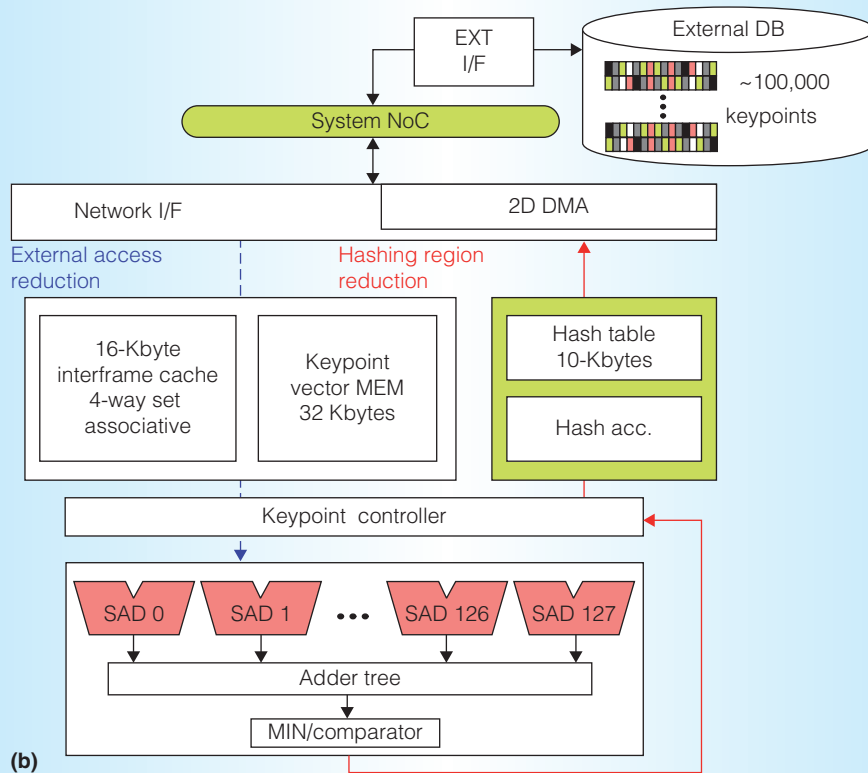 EXT
I/F
External DB
~100,000
keypoints
System NoC
Network I/F
2D DMA
External access
reduction
Hashing region
reduction
16-Kbyte
interframe cache
4-way set
associative
Keypoint
vector MEM
32 Kbytes
Hash table
10-Kbytes
Hash acc.
Keypoint controller
SAD 0
SAD 1
SAD 126
SAD 127
Adder tree
MIN/comparator
(b)